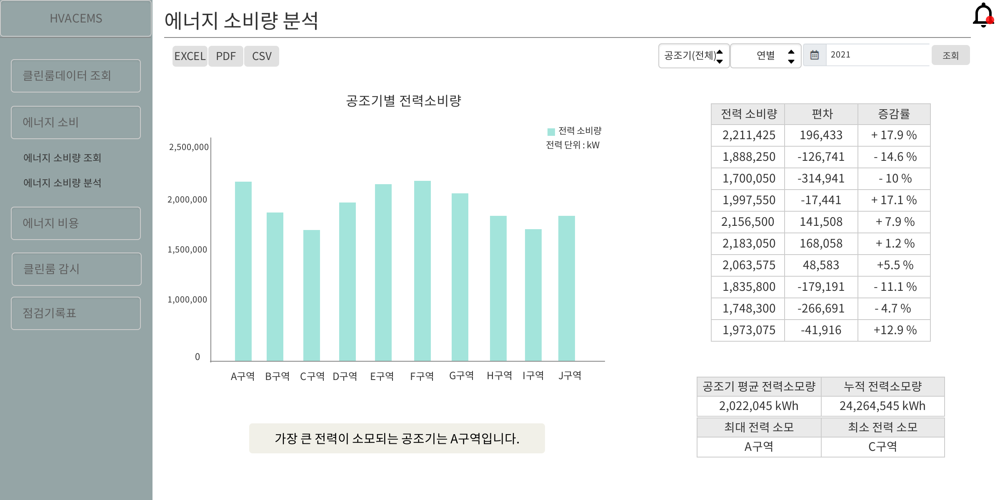 HVACEMS
클린룸데이터 조회
에너지 소비
에너지 소비량 조회
에너지 소비량 분석
에너지 비용
클린룸 감시
점검기록표
에너지 소비량 분석
EXCEL PDF CSV
공조기(전체) 연별 2021 조회
공조기별 전력소비량
전력 소비량
전력 단위 : kW
2,500,000
2,000,000
1,500,000
1,000,000
0
A구역 B구역 C구역 D구역 E구역 F구역 G구역 H구역 I구역 J구역
가장 큰 전력이 소모되는 공조기는 A구역입니다.
전력 소비량 편차 증감률
2,211,425 196,433 + 17.9 %
1,888,250 -126,741 - 14.6 %
1,700,050 -314,941 - 10 %
1,997,550 -17,441 + 17.1 %
2,156,500 141,508 + 7.9 %
2,183,050 168,058 + 1.2 %
2,063,575 48,583 +5.5 %
1,835,800 -179,191 - 11.1 %
1,748,300 -266,691 - 4.7 %
1,973,075 -41,916 +12.9 %
공조기 평균 전력소모량 누적 전력소모량
2,022,045 kWh 24,264,545 kWh
최대 전력 소모 최소 전력 소모
A구역 C구역